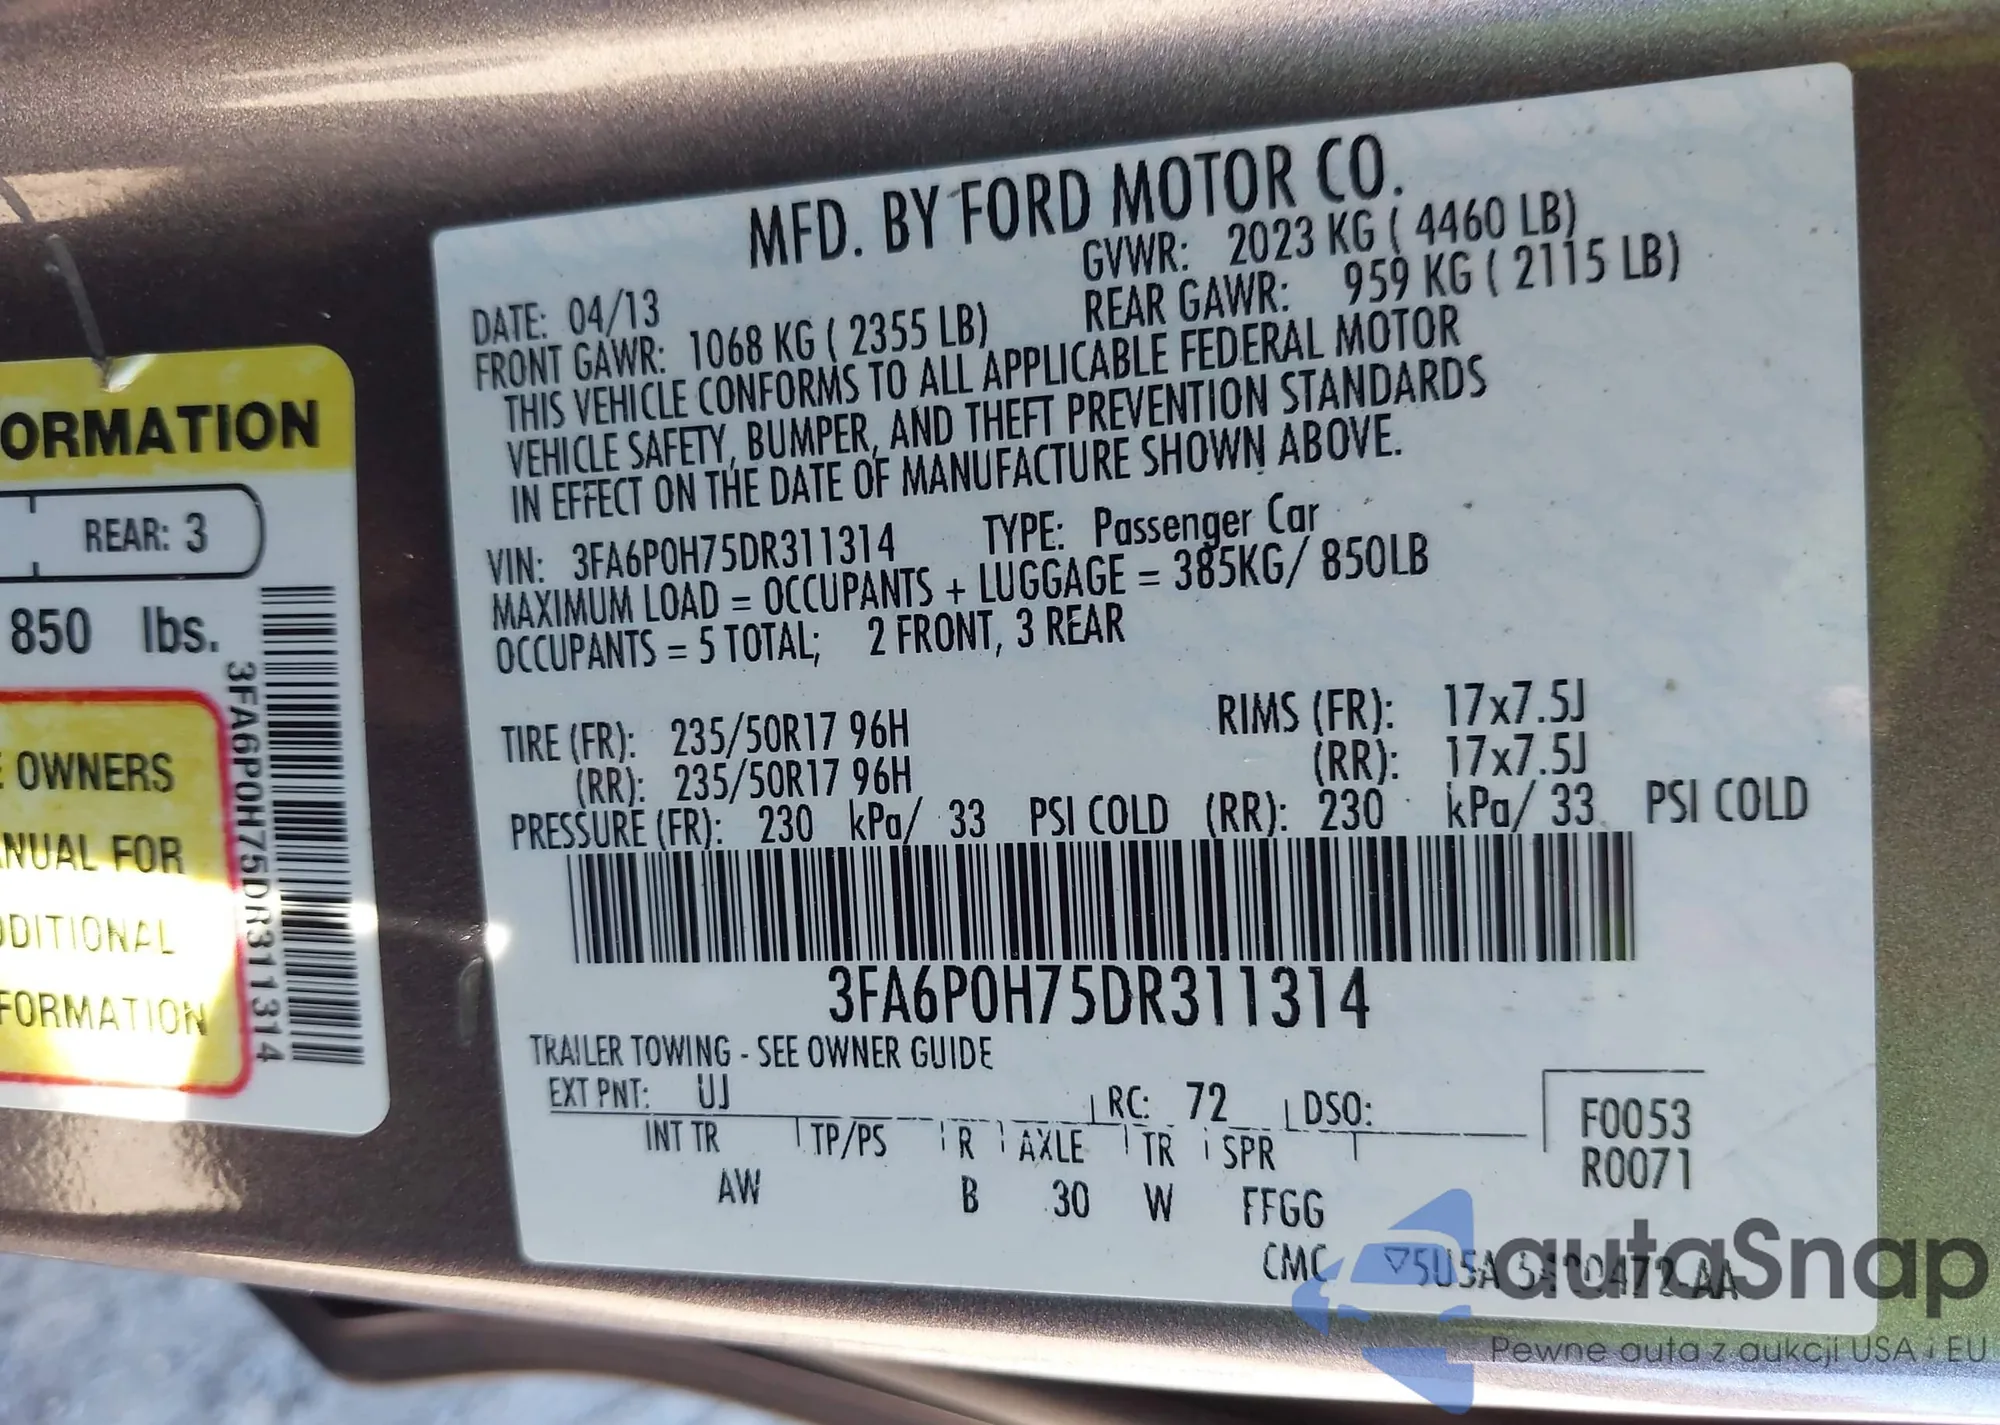 ORMATION
REAR: 3
850 lbs.
OWNERS
NUAL FOR
DITIONAL
FORMATION
3FA6P0H75DR311314
MFD. BY FORD MOTOR CO.
DATE: 04/13 GVWR: 2023 KG ( 4460 LB)
FRONT GAWR: 1068 KG ( 2355 LB) REAR GAWR: 959 KG ( 2115 LB)
THIS VEHICLE CONFORMS TO ALL APPLICABLE FEDERAL MOTOR
VEHICLE SAFETY, BUMPER, AND THEFT PREVENTION STANDARDS
IN EFFECT ON THE DATE OF MANUFACTURE SHOWN ABOVE.
VIN: 3FA6P0H75DR311314 TYPE: Passenger Car
MAXIMUM LOAD = OCCUPANTS + LUGGAGE = 385KG/ 850LB
OCCUPANTS = 5 TOTAL; 2 FRONT, 3 REAR
TIRE (FR): 235/50R17 96H RIMS (FR): 17x7.5J
(RR): 235/50R17 96H (RR): 17x7.5J
PRESSURE (FR): 230 kPa/ 33 PSI COLD (RR): 230 kPa/ 33 PSI COLD
3FA6P0H75DR311314
TRAILER TOWING - SEE OWNER GUIDE
EXT PNT: UJ RC: 72 DSO: F0053
INT TR TP/PS R AXLE TR SPR R0071
AW B 30 W FFGG
CMC
autaSnap
Pewne auta z aukcji USA i EU